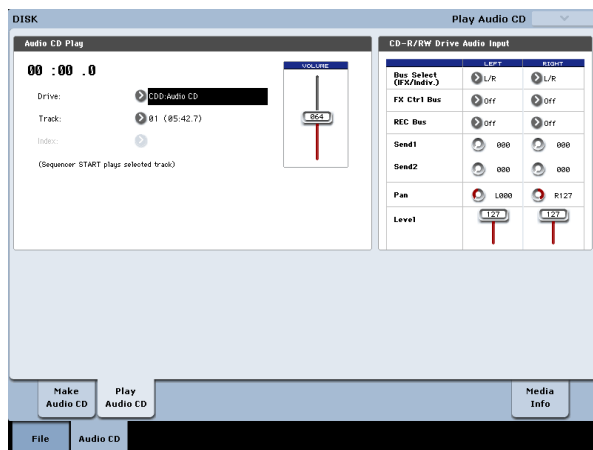 DISK
Play Audio CD
Audio CD Play
00 :00 .0
Drive: CDD:Audio CD
Track: 01 (05:42.7)
Index:
(Sequencer START plays selected track)
VOLUME
064
CD-R/RW Drive Audio Input
LEFT RIGHT
Bus Select
(IFX/Indiv.) L/R L/R
FX Ctrl Bus Off Off
REC Bus Off Off
Send1 000 000
Send2 000 000
Pan L000 R127
Level 127 127
Make
Audio CD
Play
Audio CD
Media
Info
File Audio CD